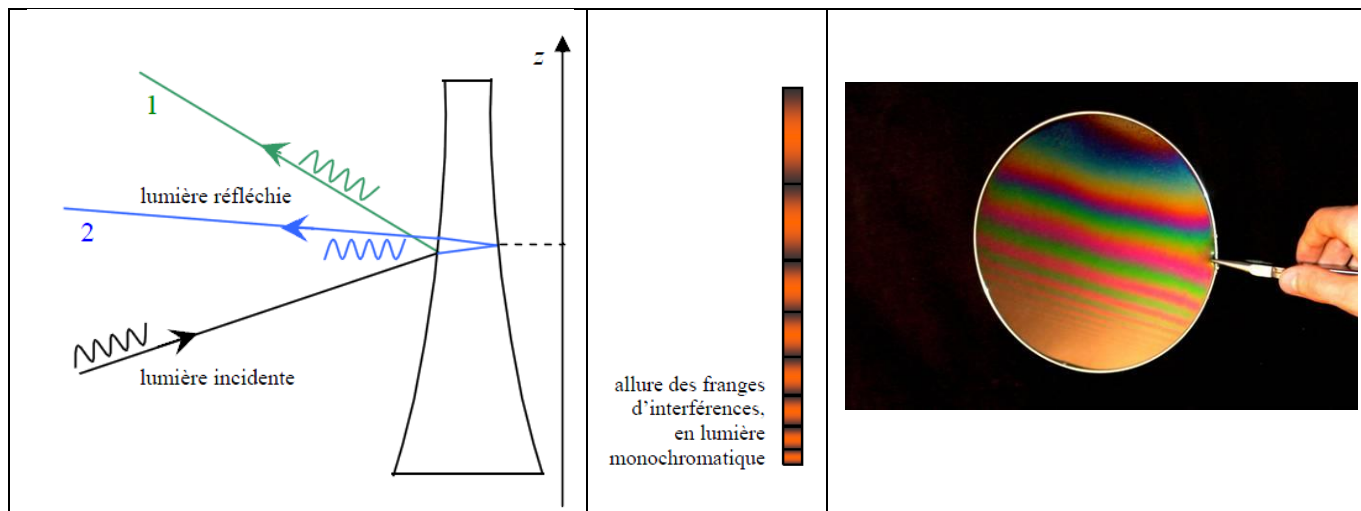 z
1
lumière réfléchie
2
lumière incidente
allure des franges
d’interférences,
en lumière
monochromatique